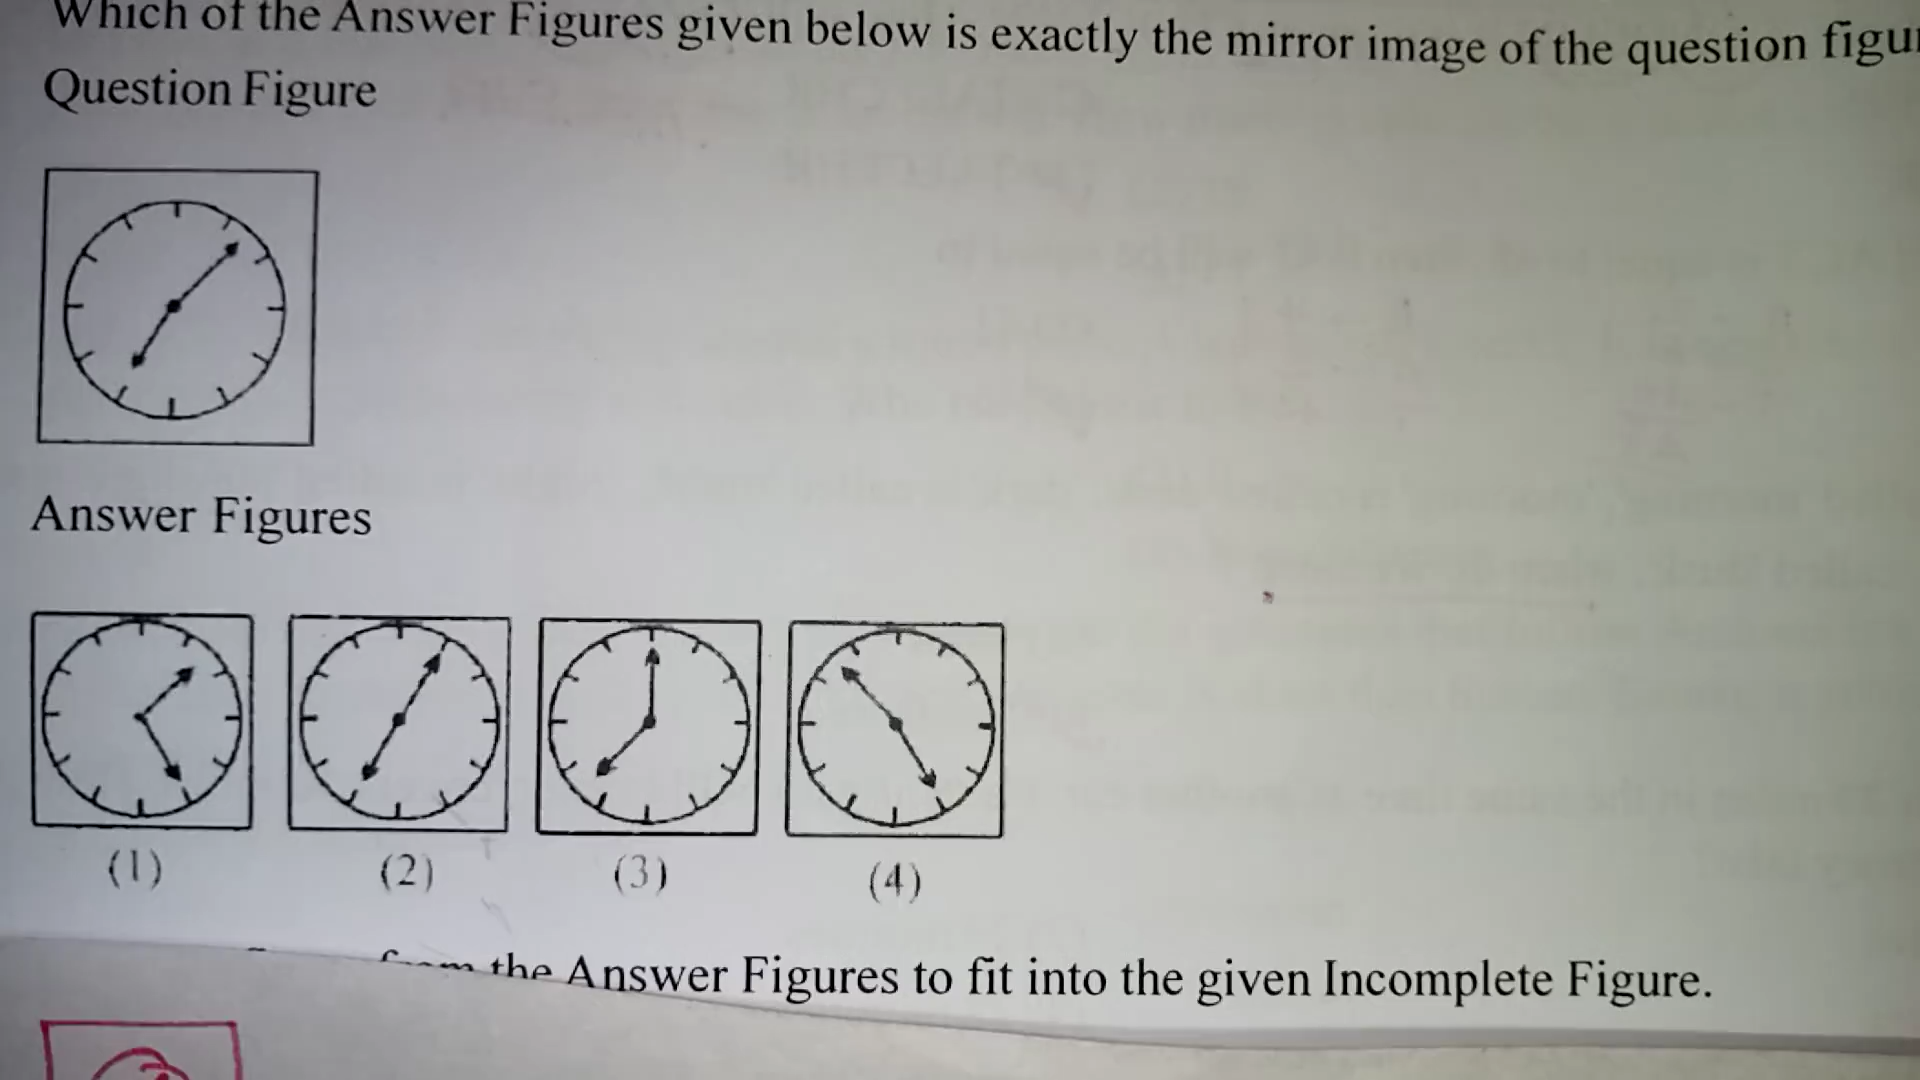 Which of the Answer Figures given below is exactly the mirror image of the question
Question Figure
Answer Figures
(1) (2) (3) (4)
the Answer Figures to fit into the given Incomplete Figure.